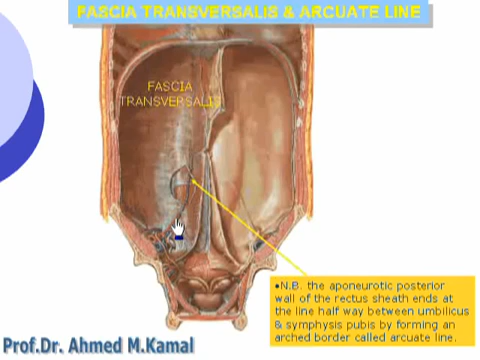 FASCIA TRANSVERSALIS & ARCUATE LINE
FASCIA
TRANSVERSALIS
•N.B. the aponeurotic posterior
wall of the rectus sheath ends at
the line half way between umbilicus
& symphysis pubis by forming an
arched border called arcuate line.
Prof.Dr. Ahmed M.Kamal